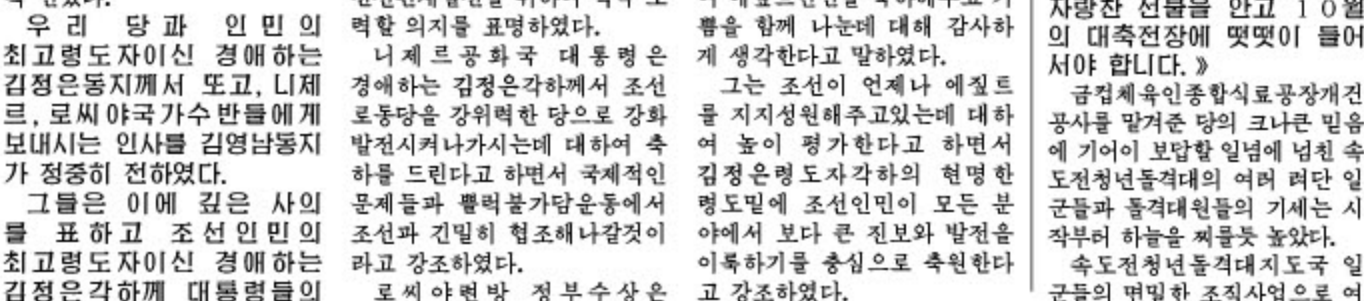 우리 당과 인민의
최고령도자이신 경애하는
김정은동지께서 또고, 니제
르, 로씨야국가수반들에게
보내시는 인사를 김영남동지
가 정중히 전하였다.
그들은 이에 깊은 사의
를 표하고 조선인민의
최고령도자이신 경애하는
김정은각하께 대통령들의
력할 의지를 표명하였다.
니제르공화국 대통령은
경애하는 김정은각하께서 조선
로동당을 강위력한 당으로 강화
발전시켜나가시는데 대하여 축
하를 드린다고 하면서 국제적인
문제들과 쁠럭불가담운동에서
조선과 긴밀히 협조해나갈것이
라고 강조하였다.
로씨야련방 정부수상은
쁨을 함께 나눈데 대해 감사하
게 생각한다고 말하였다.
그는 조선이 언제나 에짚트
를 지지성원해주고있는데 대하
여 높이 평가한다고 하면서
김정은령도자각하의 현명한
령도밑에 조선인민이 모든 분
야에서 보다 큰 진보와 발전을
이룩하기를 충심으로 축원한다
고 강조하였다.
자랑찬 선물을 안고 10월
의 대축전장에 떳떳이 들어
서야 합니다.》
금컵체육인종합식료공장개건
공사를 맡겨준 당의 크나큰 믿음
에 기어이 보답할 일념에 넘친 속
도전청년돌격대의 여러 려단 일
군들과 돌격대원들의 기세는 시
작부터 하늘을 찌를듯 높았다.
속도전청년돌격대지도국 일
군들의 면밀한 조직사업으로 여